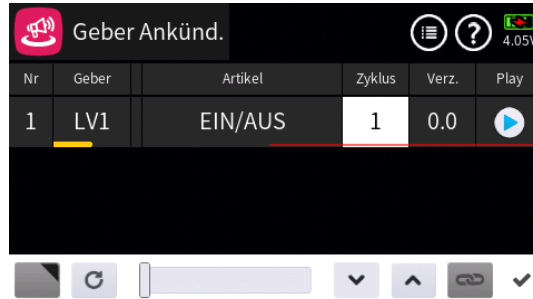 Geber Ankünd.
4.05V
Nr Geber Artikel Zyklus Verz. Play
1 LV1 EIN/AUS 1 0.0